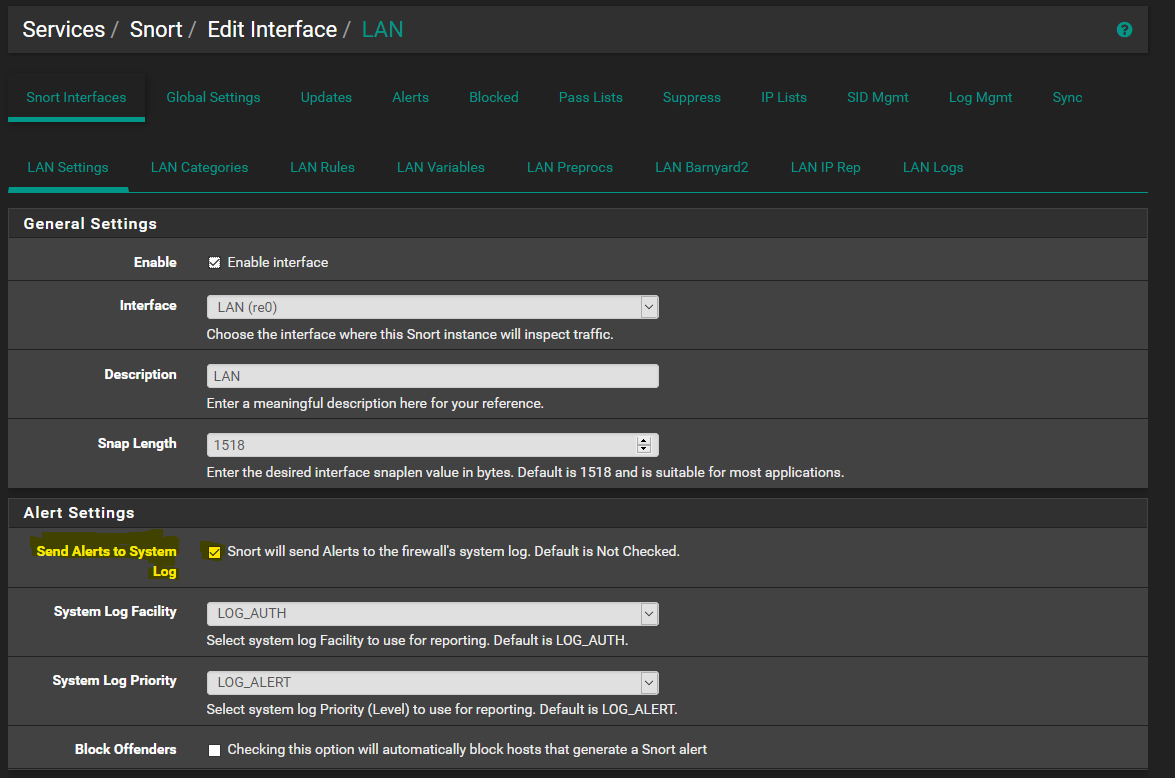 Services / Snort / Edit Interface / LAN
Snort Interfaces Global Settings Updates Alerts Blocked Pass Lists Suppress IP Lists SID Mgmt Log Mgmt Sync
LAN Settings LAN Categories LAN Rules LAN Variables LAN Preprocs LAN Barnyard2 LAN IP Rep LAN Logs
General Settings
Enable Enable interface
Interface LAN (re0)
Choose the interface where this Snort instance will inspect traffic.
Description LAN
Enter a meaningful description here for your reference.
Snap Length 1518
Enter the desired interface snaplen value in bytes. Default is 1518 and is suitable for most applications.
Alert Settings
Send Alerts to System Snort will send Alerts to the firewall's system log. Default is Not Checked.
Log
System Log Facility LOG_AUTH
Select system log Facility to use for reporting. Default is LOG_AUTH.
System Log Priority LOG_ALERT
Select system log Priority (Level) to use for reporting. Default is LOG_ALERT.
Block Offenders Checking this option will automatically block hosts that generate a Snort alert